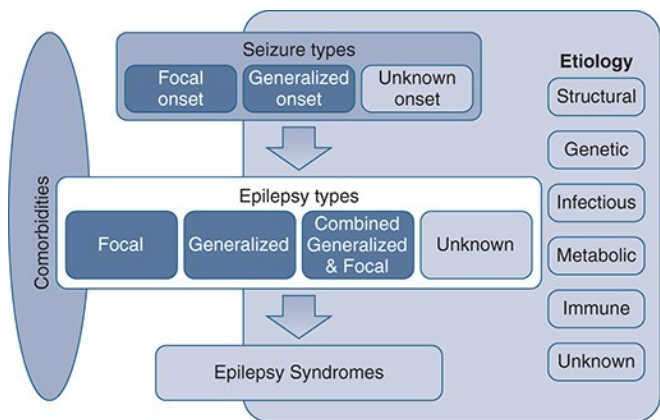 Comorbidities
Seizure types
Focal
onset
Generalized
onset
Unknown
onset
Epilepsy types
Focal
Generalized
Combined
Generalized
& Focal
Unknown
Epilepsy Syndromes
Etiology
Structural
Genetic
Infectious
Metabolic
Immune
Unknown